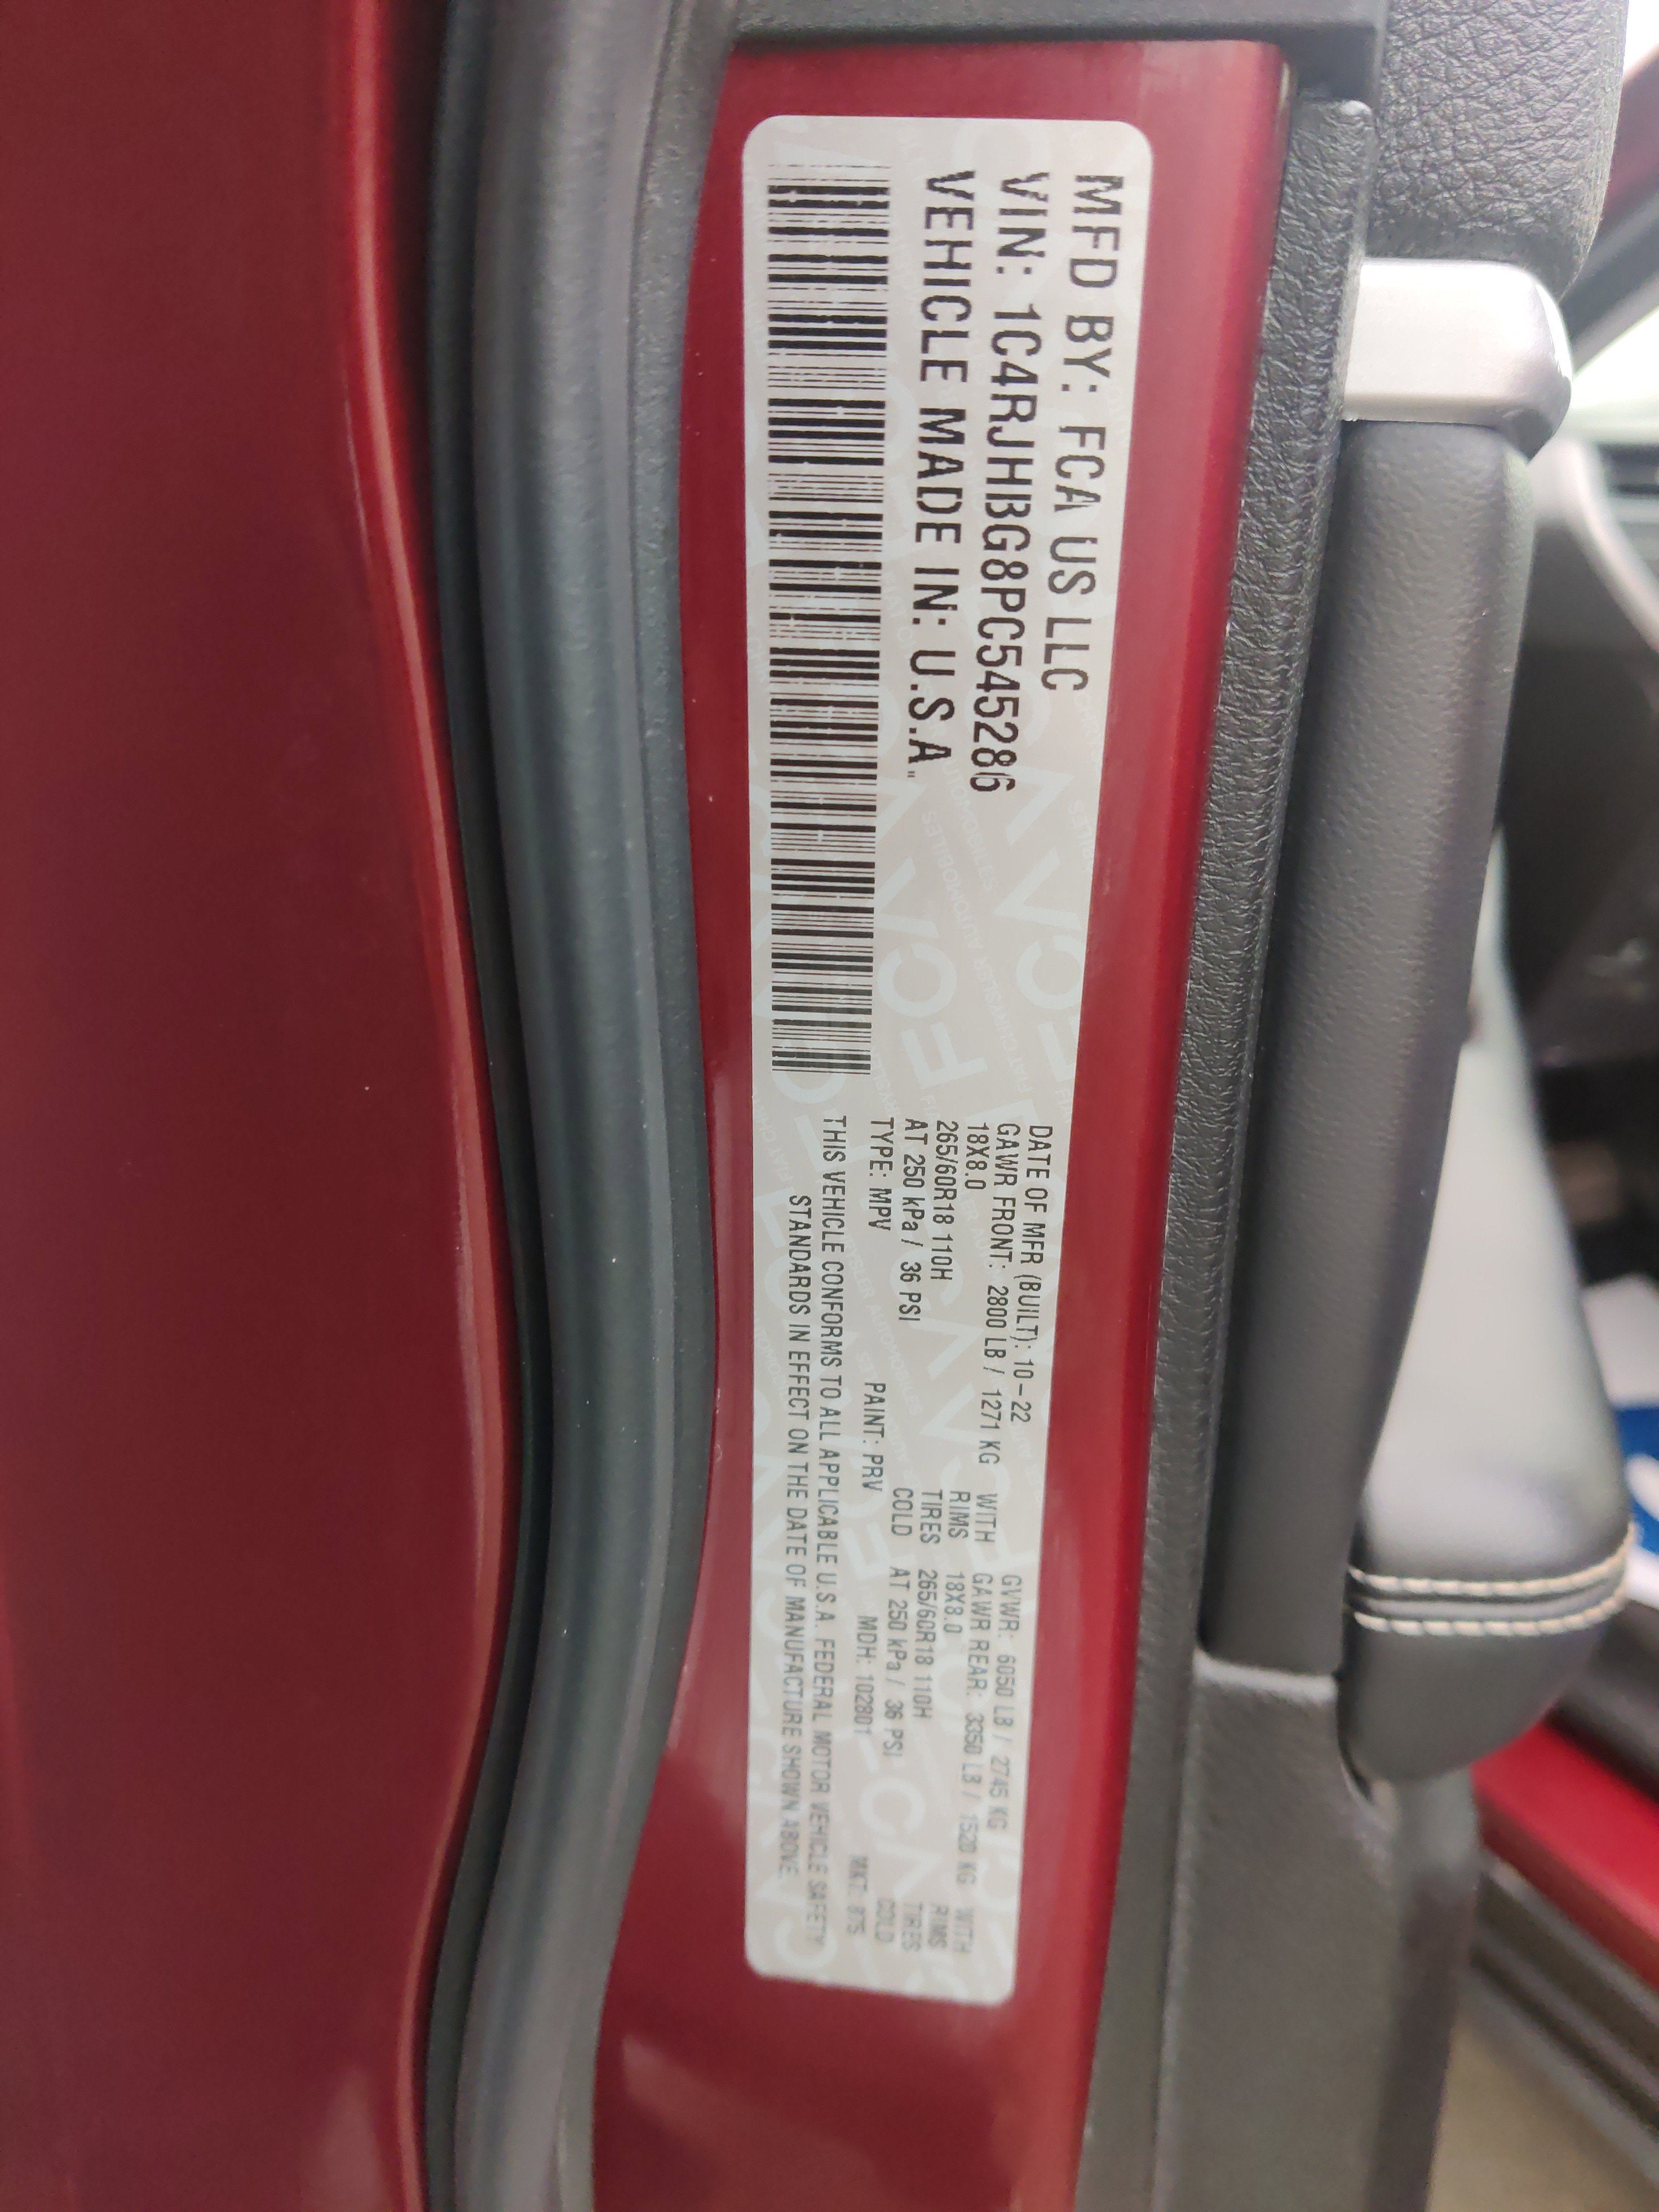 MFD BY: FCA US LLC
VIN: 1C4RJHBG8PC545286
VEHICLE MADE IN: U.S.A.
DATE OF MFR (BUILT): 10-22 GVWR: 6050 LB / 2745 KG
GAWR FRONT: 2800 LB / 1271 KG WITH GAWR REAR: 3350 LB / 1520 KG WITH
18X8.0 RIMS 18X8.0 RIMS
265/60R18 110H TIRES 265/60R18 110H TIRES
AT 250 kPa / 36 PSI COLD AT 250 kPa / 36 PSI COLD
TYPE: MPV PAINT: PRV MDH: 102801 MKT: 875
THIS VEHICLE CONFORMS TO ALL APPLICABLE U.S.A. FEDERAL MOTOR VEHICLE SAFETY
STANDARDS IN EFFECT ON THE DATE OF MANUFACTURE SHOWN ABOVE.